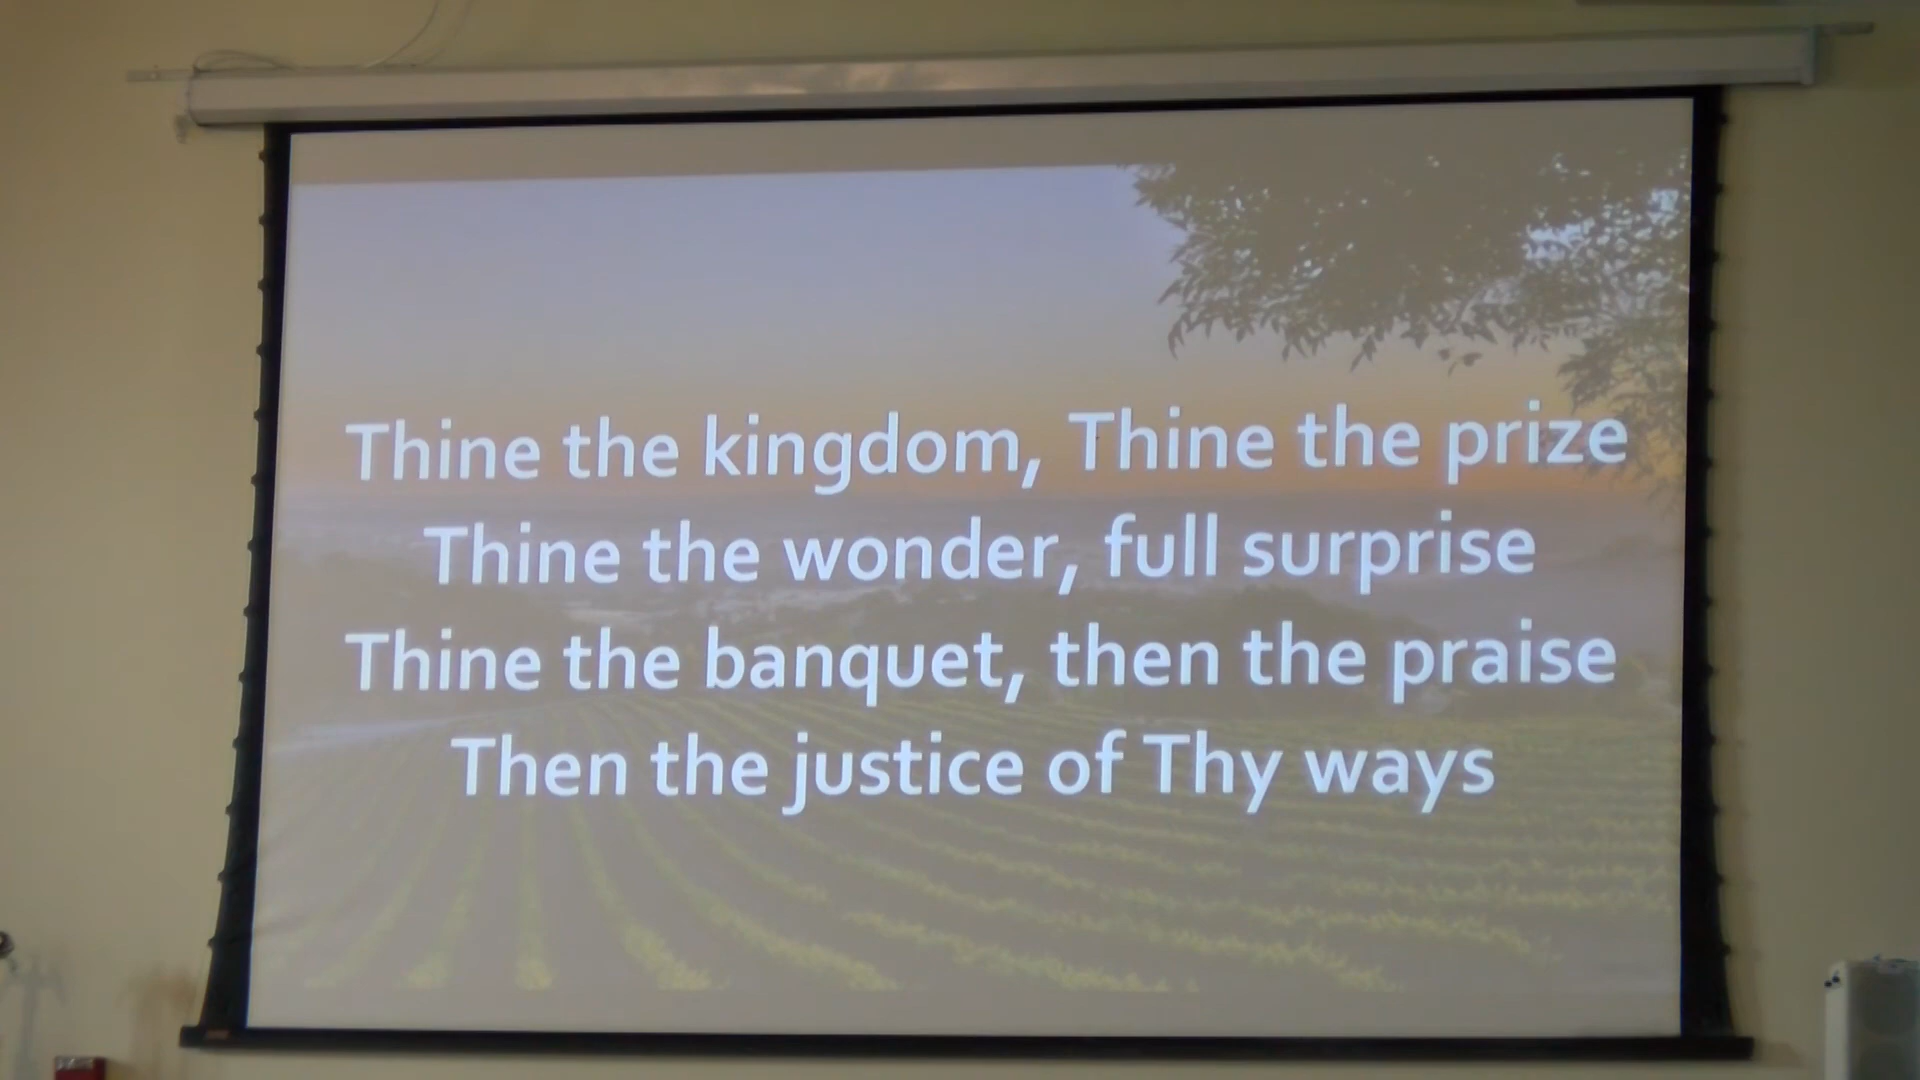 Thine the kingdom, Thine the prize
Thine the wonder, full surprise
Thine the banquet, then the praise
Then the justice of Thy ways